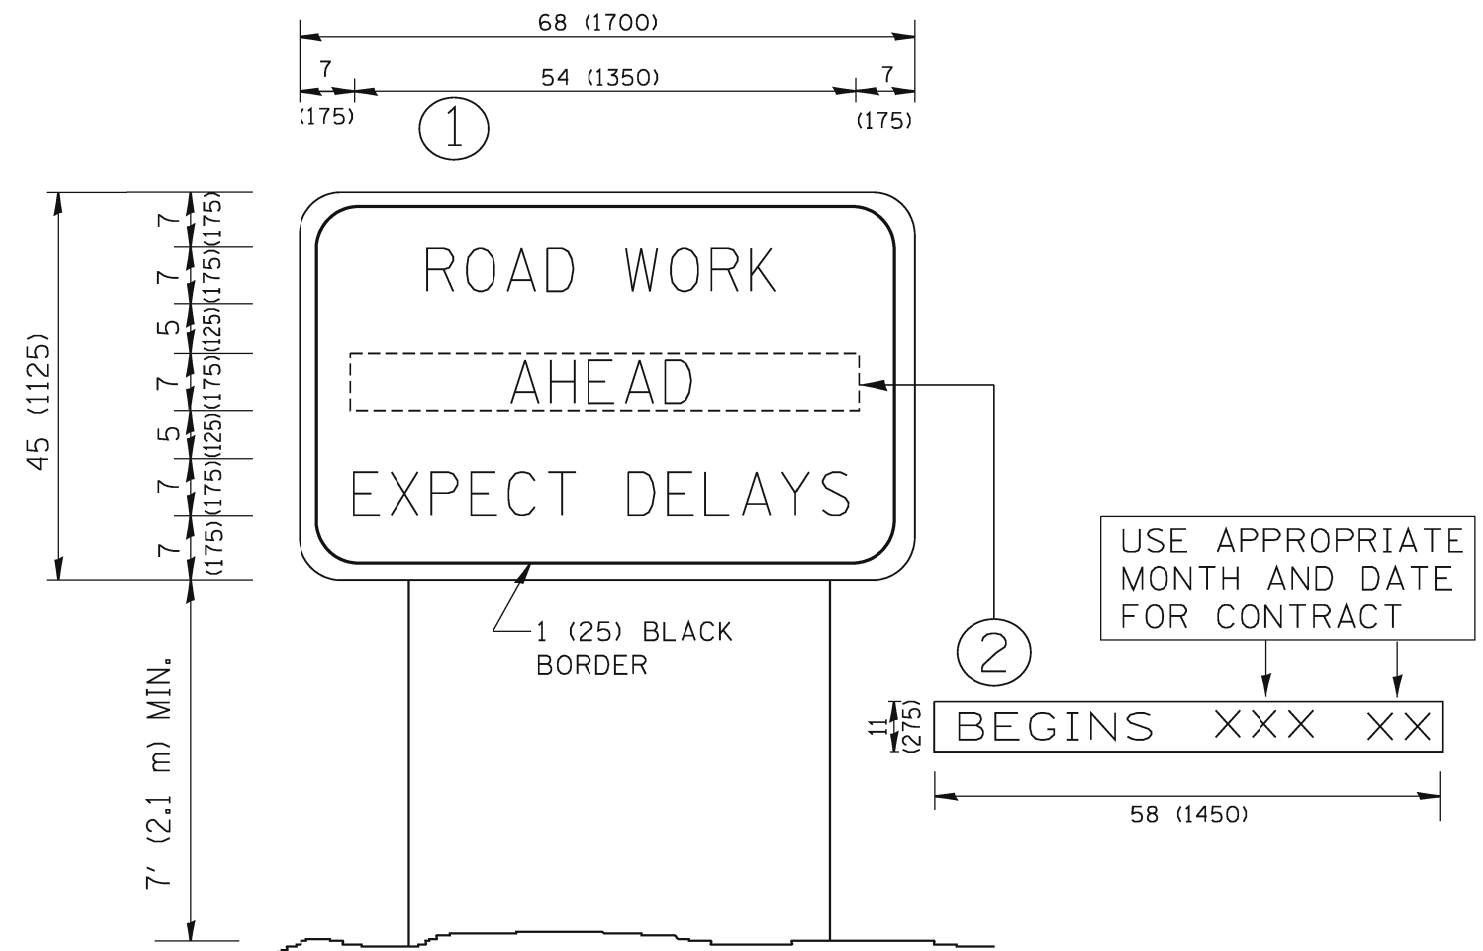 68 (1700)
7
54 (1350)
7
(175)
(175)
1
7
(175)
7
(175)
5
(125)
7
(175)
5
(125)
7
(175)
7
(175)
45 (1125)
ROAD WORK
AHEAD
EXPECT DELAYS
1 (25) BLACK
BORDER
7' (2.1 m) MIN.
2
USE APPROPRIATE
MONTH AND DATE
FOR CONTRACT
11
(275)
BEGINS XXX XX
58 (1450)